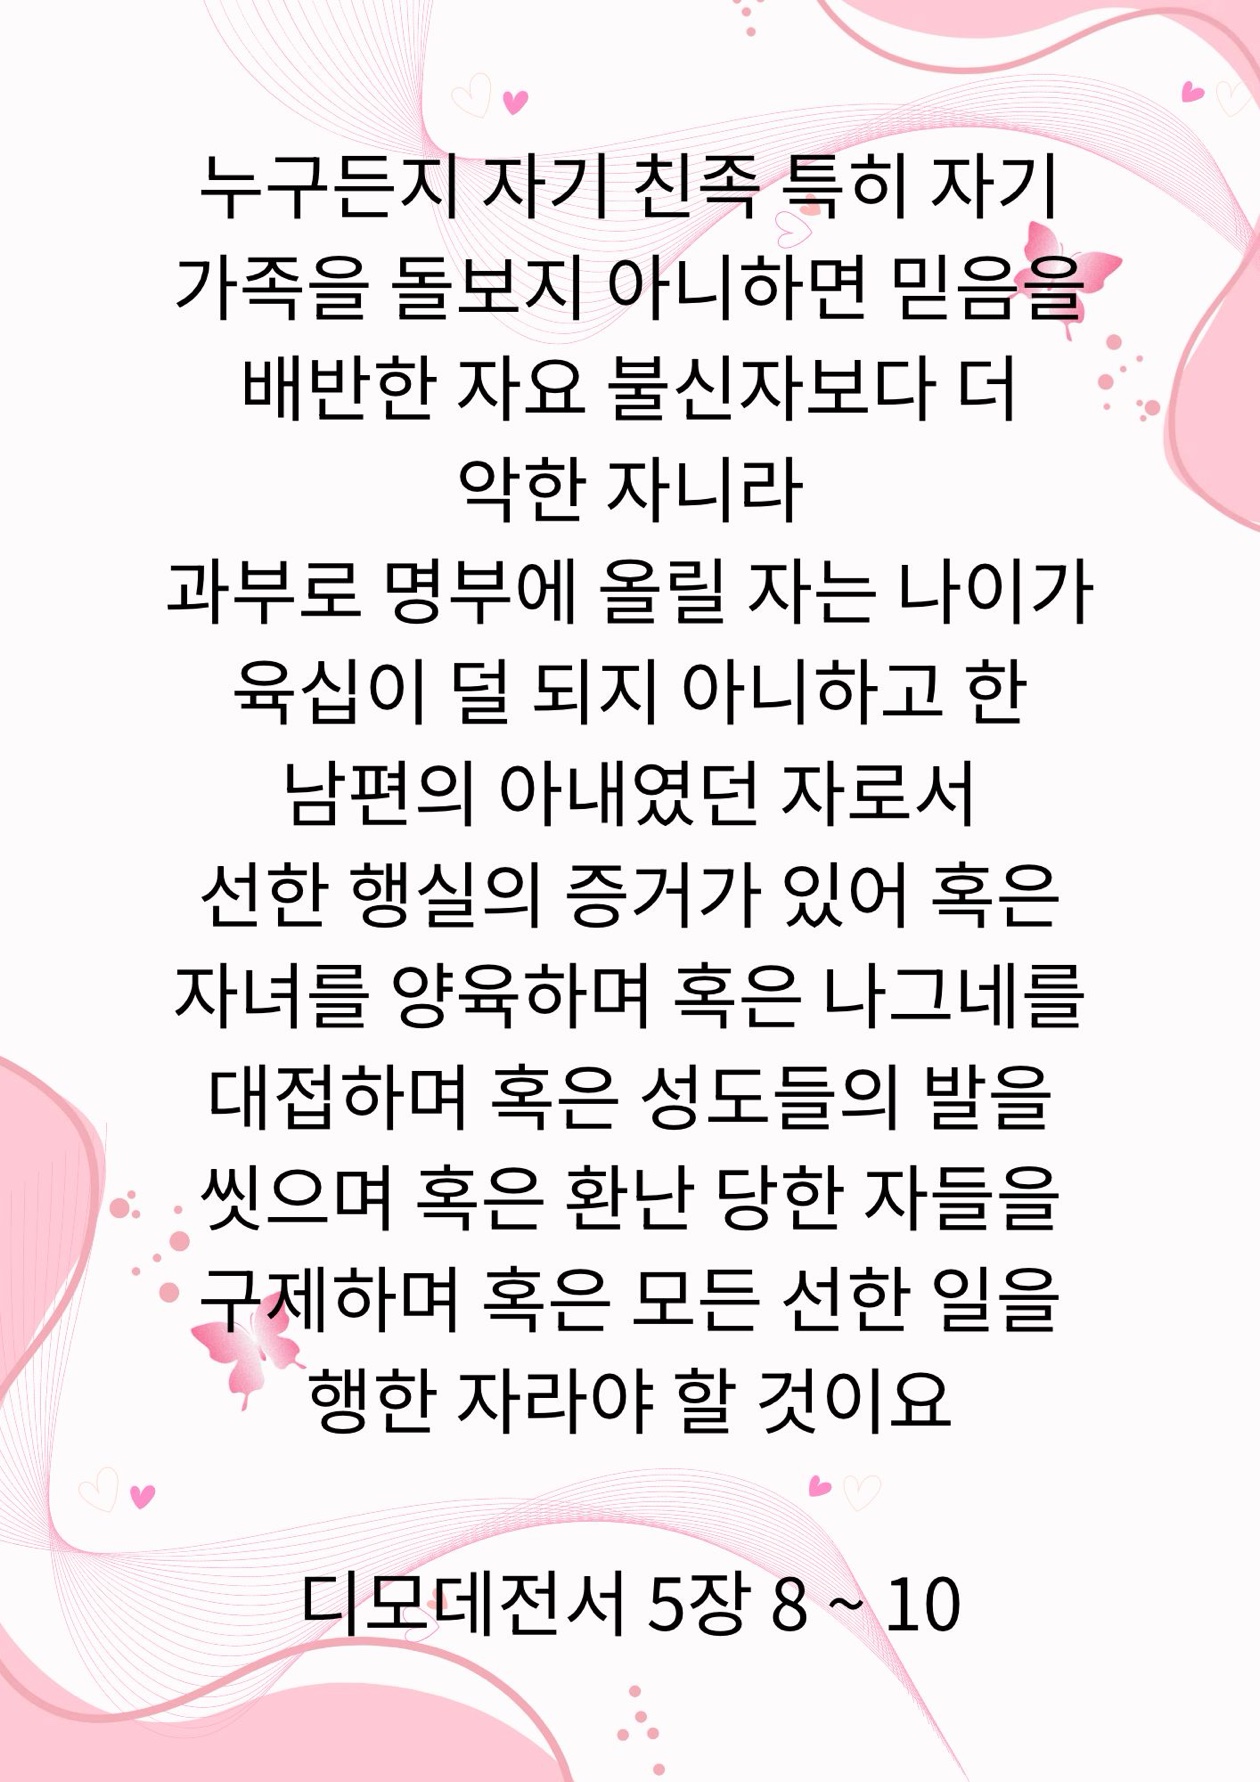 누구든지 자기 친족 특히 자기
가족을 돌보지 아니하면 믿음을
배반한 자요 불신자보다 더
악한 자니라
과부로 명부에 올릴 자는 나이가
육십이 덜 되지 아니하고 한
남편의 아내였던 자로서
선한 행실의 증거가 있어 혹은
자녀를 양육하며 혹은 나그네를
대접하며 혹은 성도들의 발을
씻으며 혹은 환난 당한 자들을
구제하며 혹은 모든 선한 일을
행한 자라야 할 것이요
디모데전서 5장 8 ~ 10